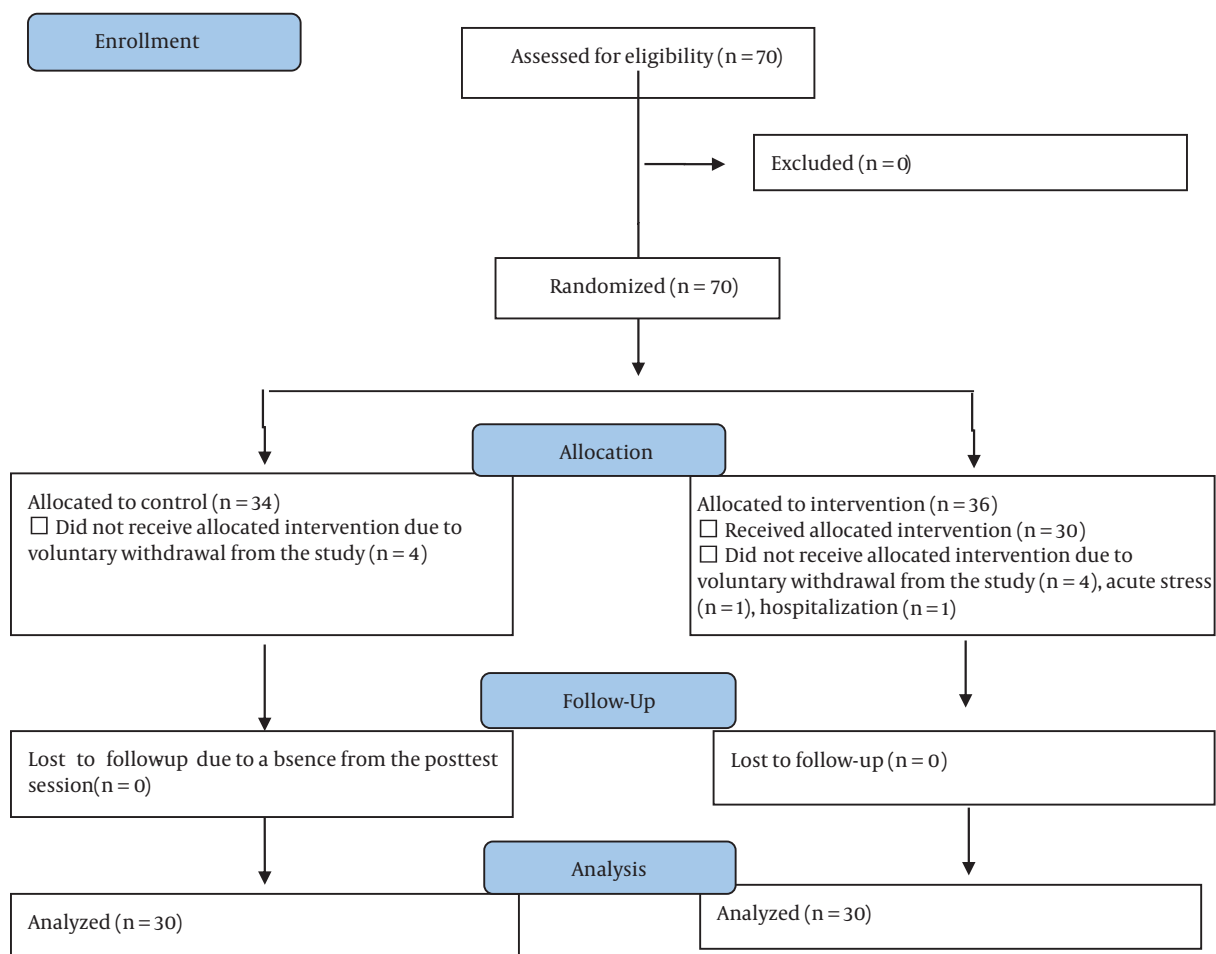 Enrollment
Assessed for eligibility (n = 70)
Excluded (n = 0)
Randomized (n = 70)
Allocation
Allocated to control (n = 34)
☐ Did not receive allocated intervention due to
voluntary withdrawal from the study (n = 4)
Allocated to intervention (n = 36)
☐ Received allocated intervention (n = 30)
☐ Did not receive allocated intervention due to
voluntary withdrawal from the study (n = 4), acute stress
(n = 1), hospitalization (n = 1)
Follow-Up
Lost to followup due to a bsence from the posttest
session(n = 0)
Lost to follow-up (n = 0)
Analysis
Analyzed (n = 30)
Analyzed (n = 30)